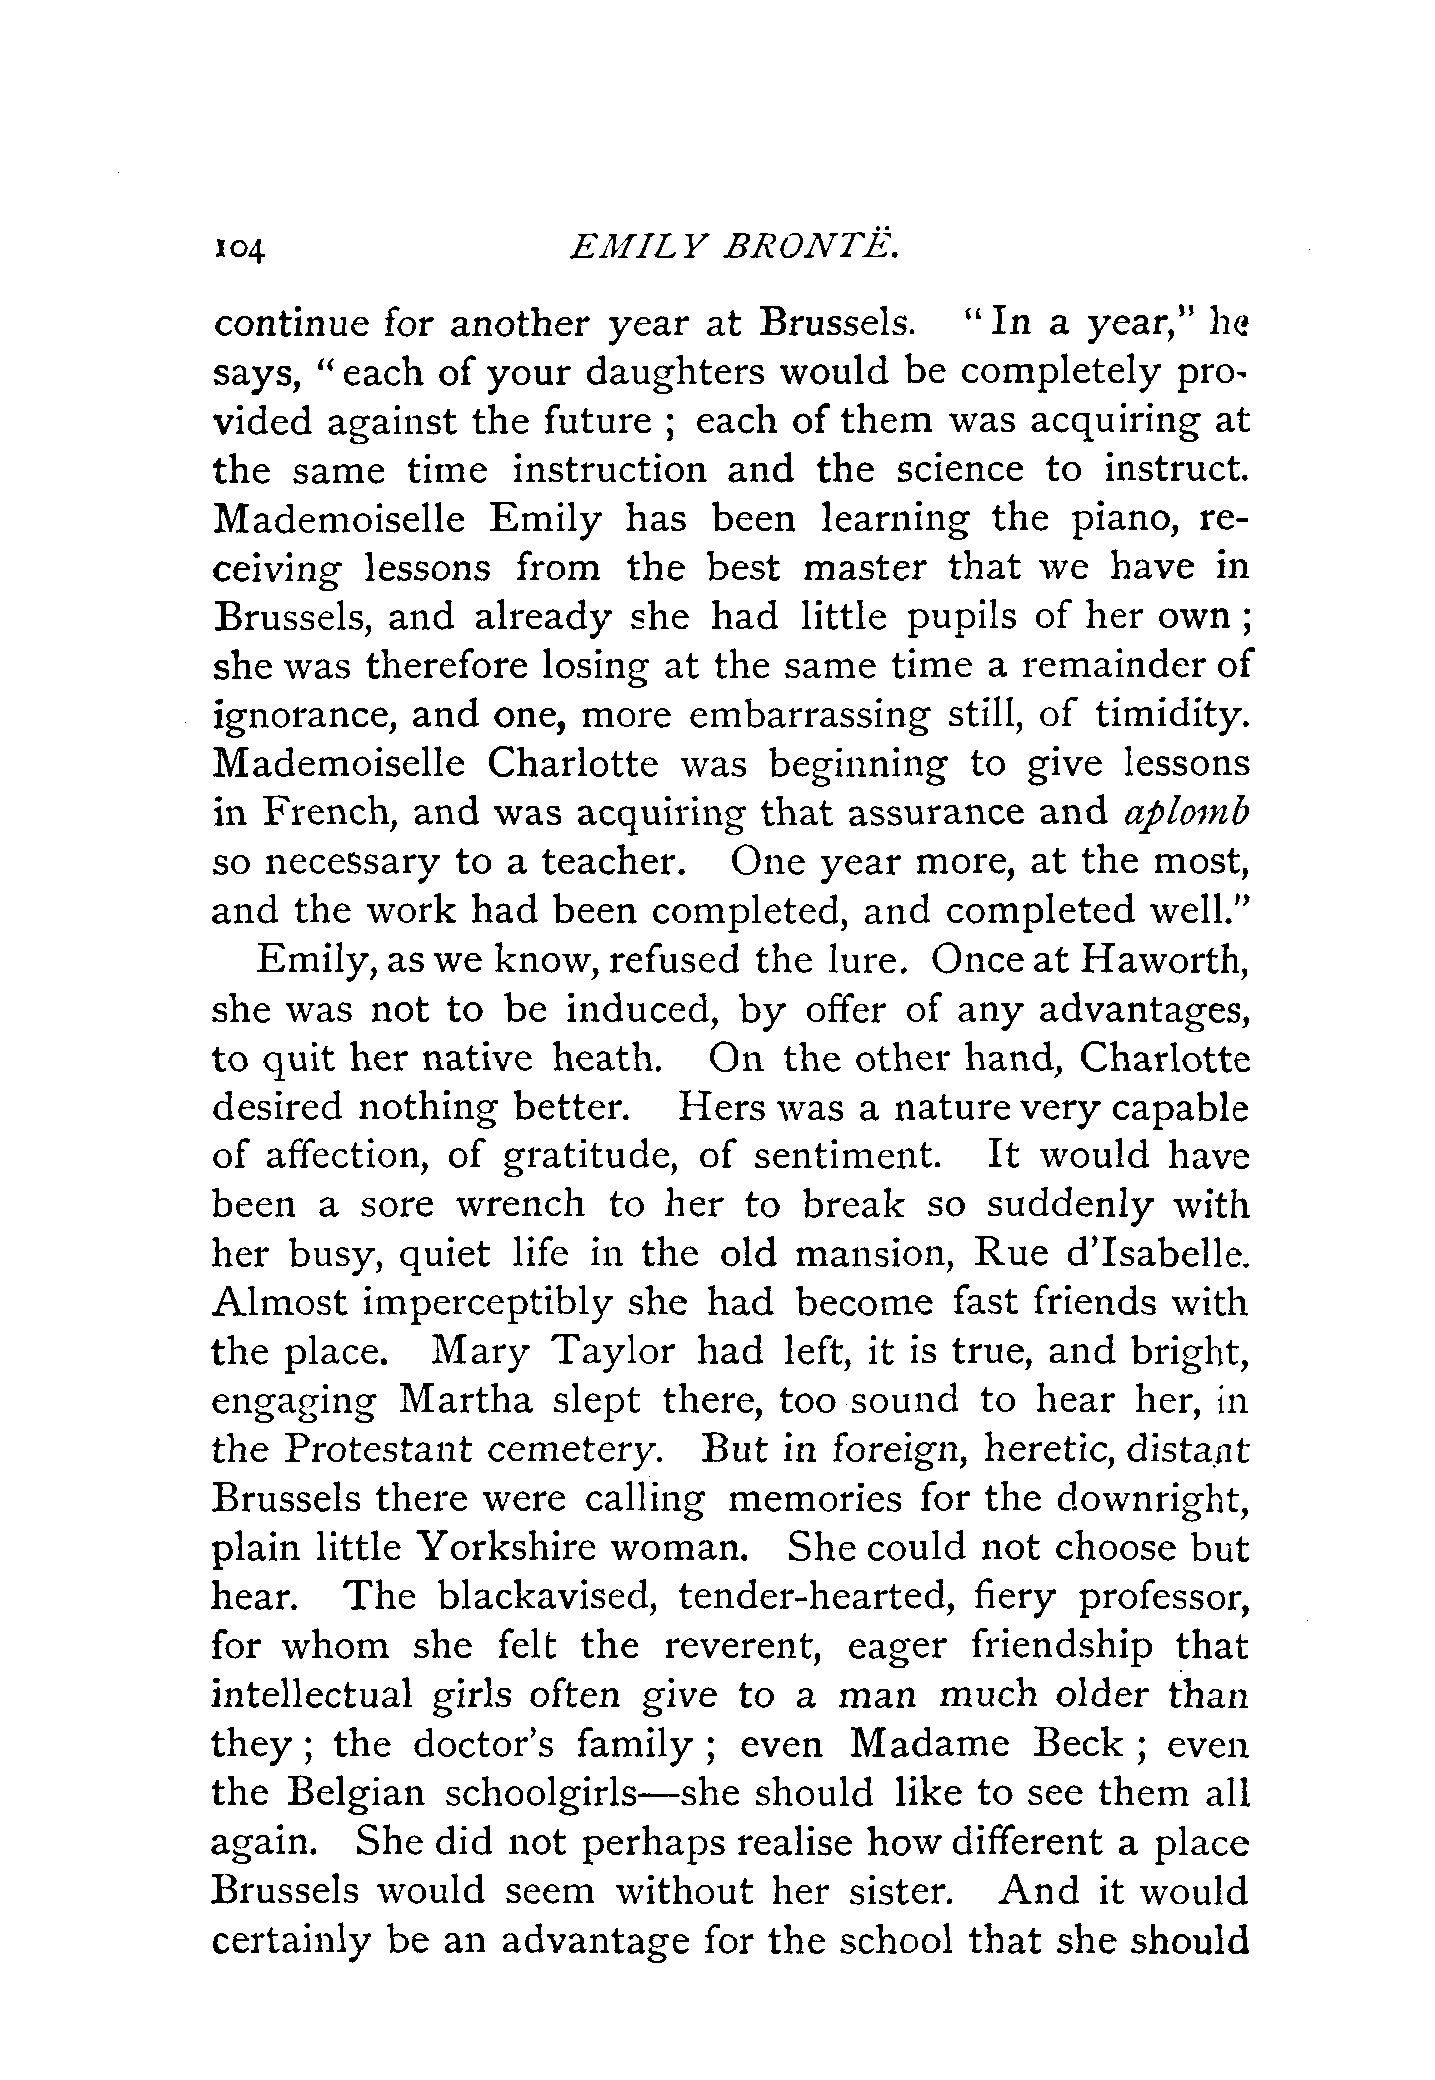 104 EMILY BRONTË.
continue for another year at Brussels. “In a year,” he
says, “each of your daughters would be completely pro-
vided against the future ; each of them was acquiring at
the same time instruction and the science to instruct.
Mademoiselle Emily has been learning the piano, re-
ceiving lessons from the best master that we have in
Brussels, and already she had little pupils of her own ;
she was therefore losing at the same time a remainder of
ignorance, and one, more embarrassing still, of timidity.
Mademoiselle Charlotte was beginning to give lessons
in French, and was acquiring that assurance and aplomb
so necessary to a teacher. One year more, at the most,
and the work had been completed, and completed well.”
Emily, as we know, refused the lure. Once at Haworth,
she was not to be induced, by offer of any advantages,
to quit her native heath. On the other hand, Charlotte
desired nothing better. Hers was a nature very capable
of affection, of gratitude, of sentiment. It would have
been a sore wrench to her to break so suddenly with
her busy, quiet life in the old mansion, Rue d’Isabelle.
Almost imperceptibly she had become fast friends with
the place. Mary Taylor had left, it is true, and bright,
engaging Martha slept there, too sound to hear her, in
the Protestant cemetery. But in foreign, heretic, distant
Brussels there were calling memories for the downright,
plain little Yorkshire woman. She could not choose but
hear. The blackavised, tender-hearted, fiery professor,
for whom she felt the reverent, eager friendship that
intellectual girls often give to a man much older than
they ; the doctor’s family ; even Madame Beck ; even
the Belgian schoolgirls—she should like to see them all
again. She did not perhaps realise how different a place
Brussels would seem without her sister. And it would
certainly be an advantage for the school that she should